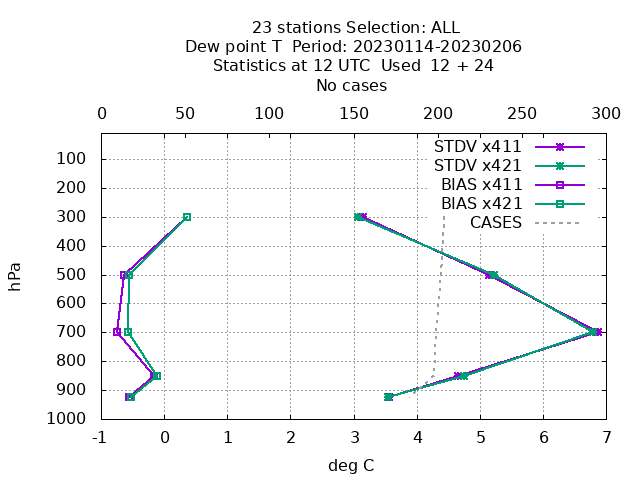 23 stations Selection: ALL
Dew point T  Period: 20230114-20230206
Statistics at 12 UTC  Used  12 + 24
No cases
0 50 100 150 200 250 300
STDV x411
STDV x421
BIAS x411
BIAS x421
CASES
100
200
300
400
500
600
700
800
900
1000
hPa
-1 0 1 2 3 4 5 6 7
deg C